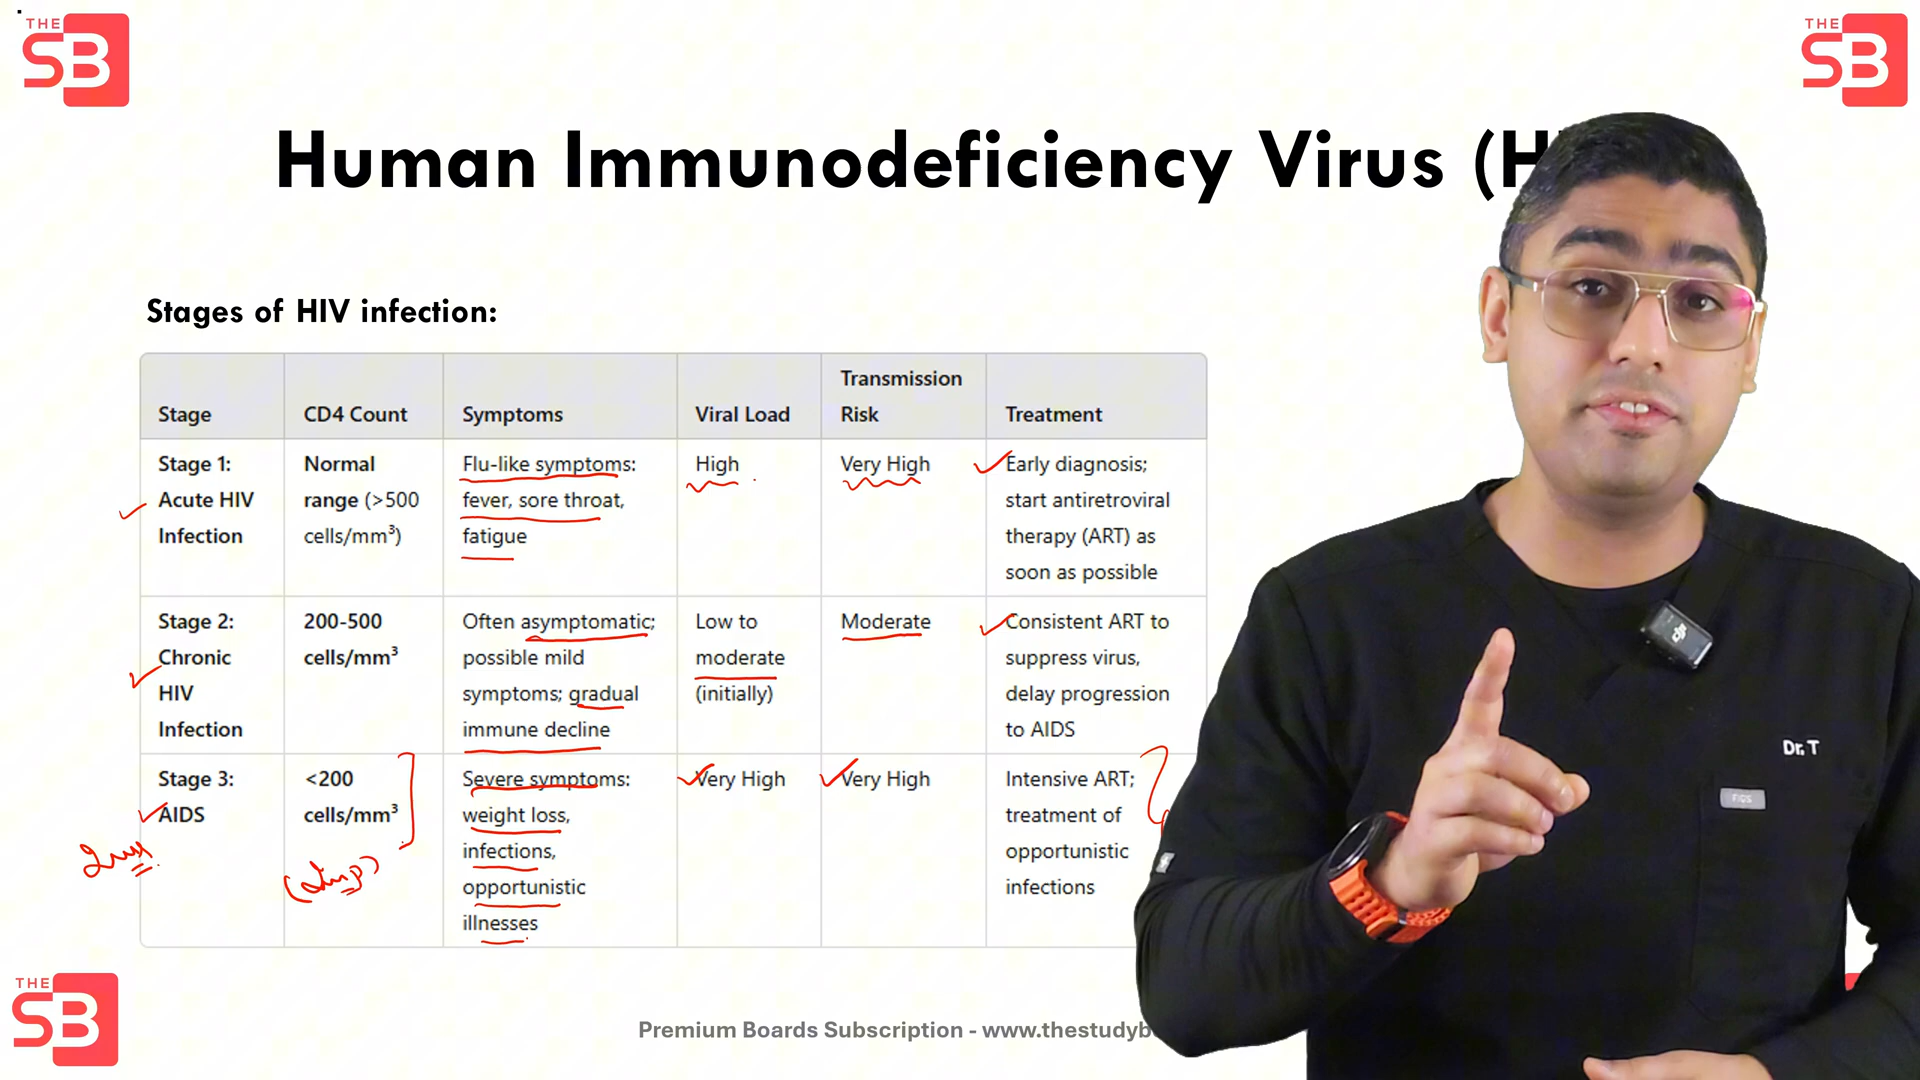 THE
SB
THE
SB
Human Immunodeficiency Virus (H
Stages of HIV infection:
Stage
CD4 Count
Symptoms
Viral Load
Transmission
Risk
Treatment
Stage 1:
Acute HIV
Infection
Normal
range (>500
cells/mm³)
Flu-like symptoms:
fever, sore throat,
fatigue
High
Very High
Early diagnosis;
start antiretroviral
therapy (ART) as
soon as possible
Stage 2:
Chronic
HIV
Infection
200-500
cells/mm³
Often asymptomatic;
possible mild
symptoms; gradual
immune decline
Low to
moderate
(initially)
Moderate
Consistent ART to
suppress virus,
delay progression
to AIDS
Stage 3:
AIDS
<200
cells/mm³
Severe symptoms:
weight loss,
infections,
opportunistic
illnesses
Very High
Very High
Intensive ART;
treatment of
opportunistic
infections
Dr.T
FIGS
THE
SB
Premium Boards Subscription - www.thestudyb